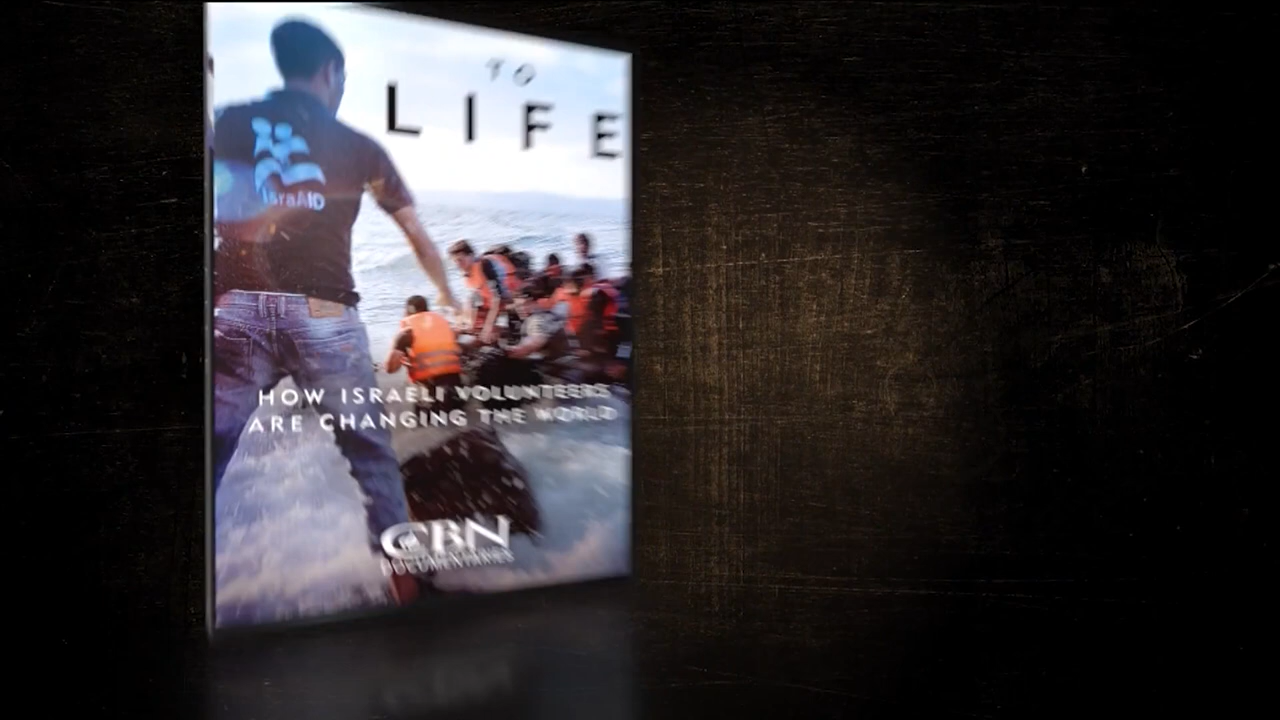 TO
LIFE
IsraAID
HOW ISRAELI VOLUNTEERS
ARE CHANGING THE WORLD
CBN
DOCUMENTARIES